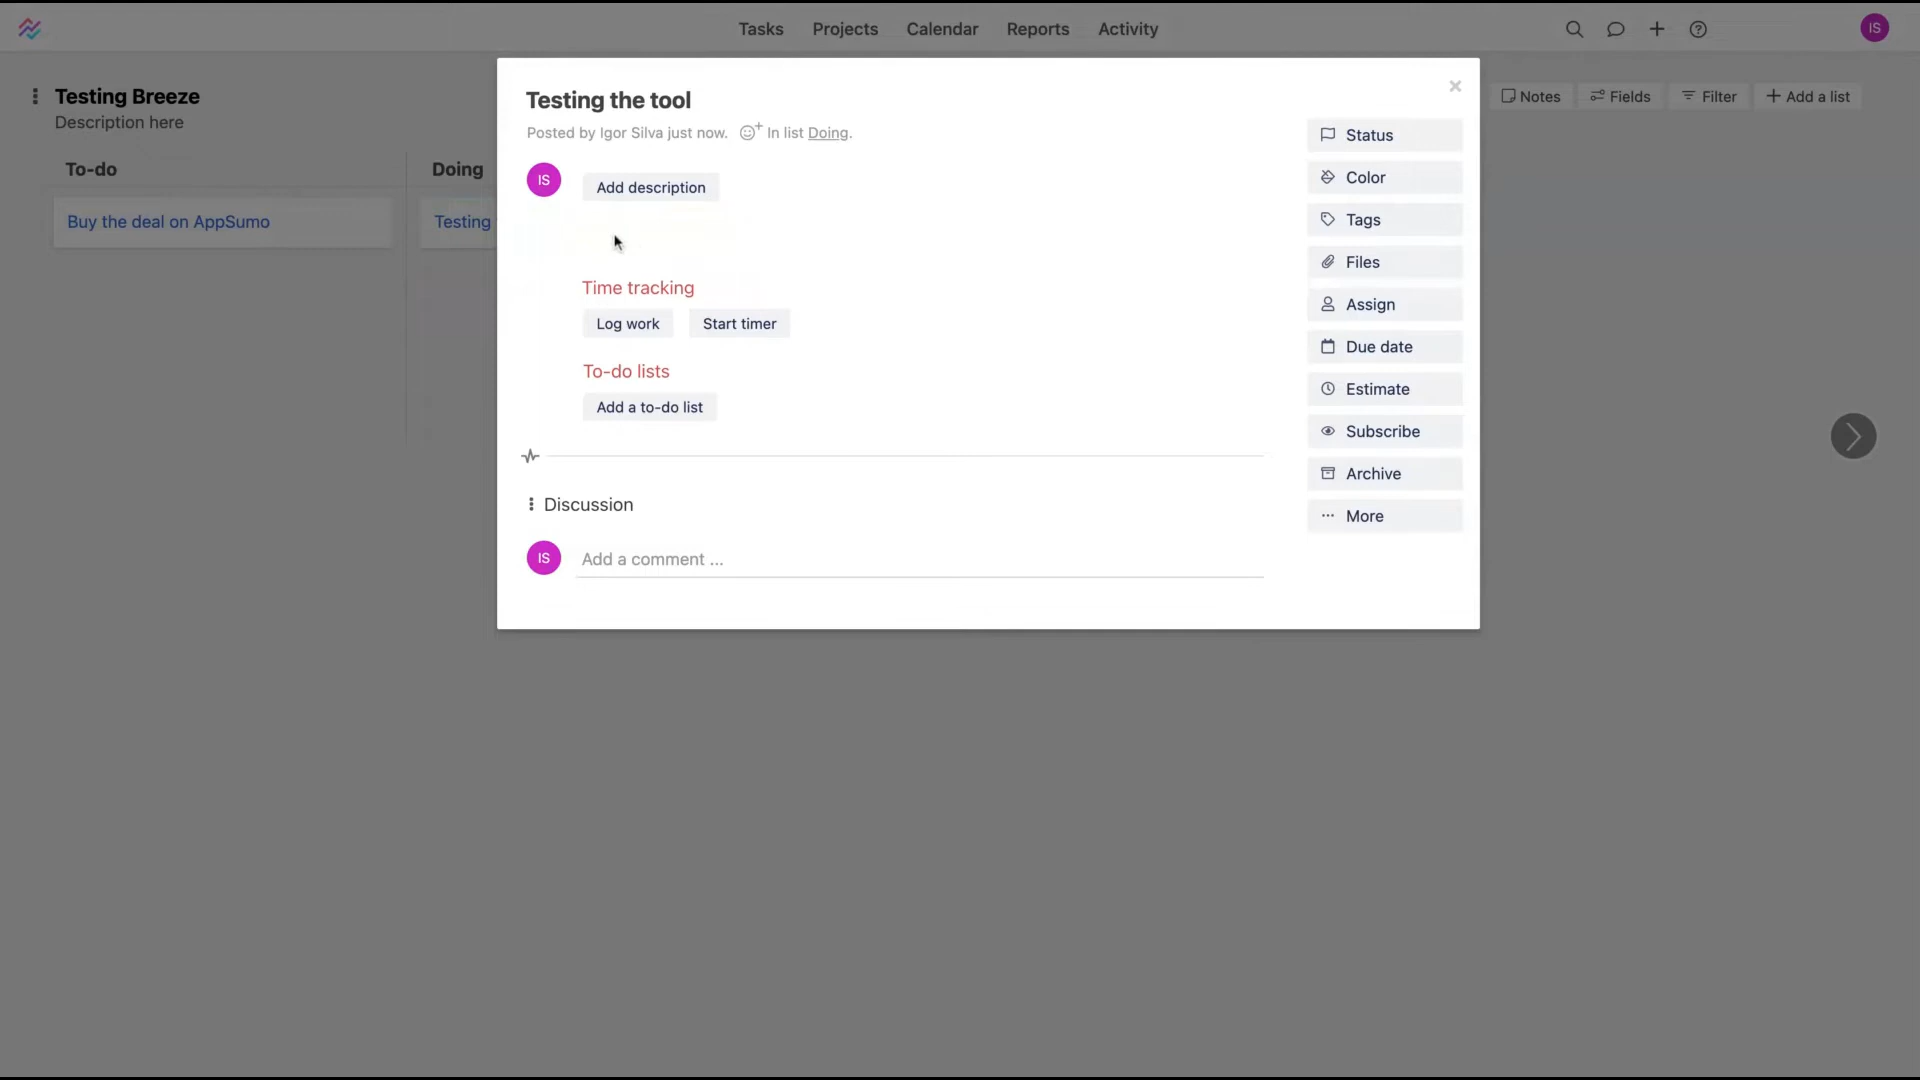 Tasks Projects Calendar Reports Activity
IS
Testing Breeze
Description here
Notes Fields Filter + Add a list
To-do
Buy the deal on AppSumo
Doing
Testing
Testing the tool
Posted by Igor Silva just now. In list Doing.
IS
Add description
Time tracking
Log work Start timer
To-do lists
Add a to-do list
Discussion
IS
Add a comment ...
Status
Color
Tags
Files
Assign
Due date
Estimate
Subscribe
Archive
More